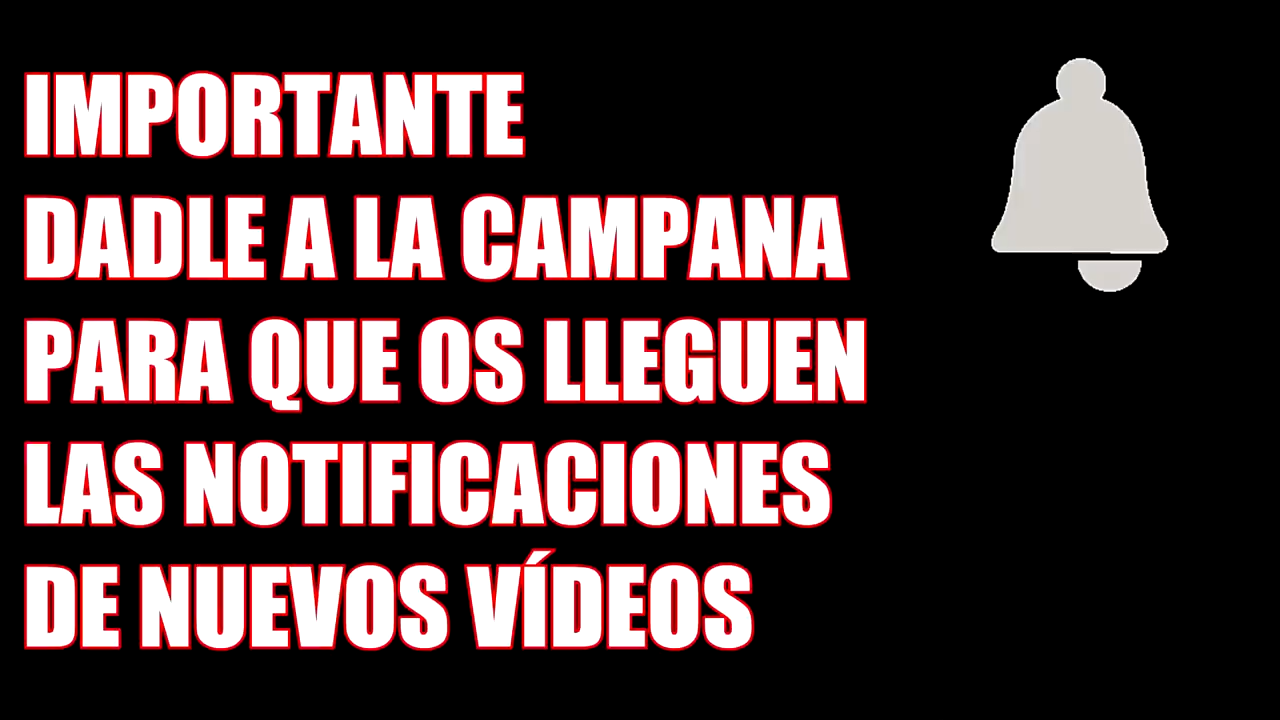 IMPORTANTE
DADLE A LA CAMPANA
PARA QUE OS LLEGUEN
LAS NOTIFICACIONES
DE NUEVOS VÍDEOS